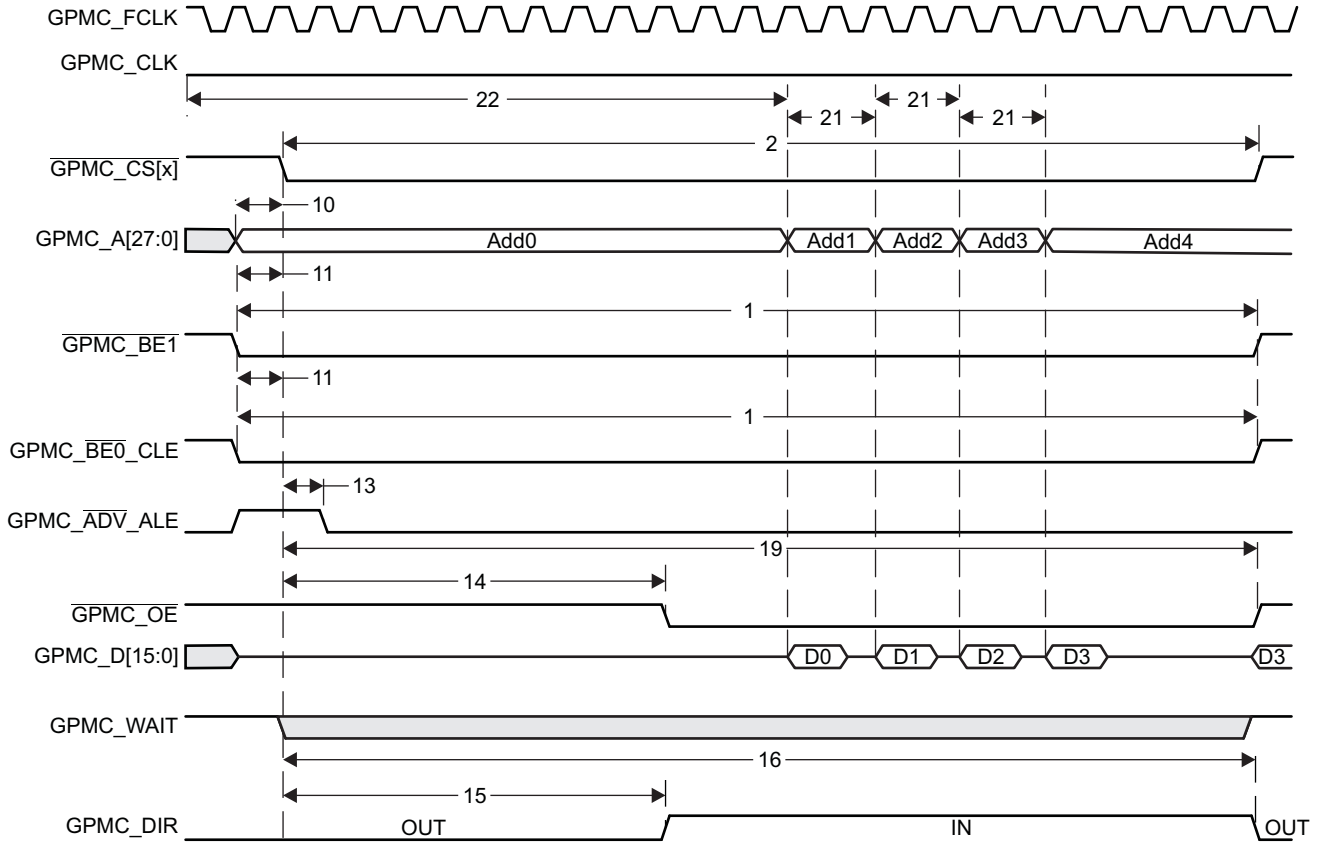 GPMC_FCLK
GPMC_CLK
22
21
21 21
2
GPMC_CS[x]
10
GPMC_A[27:0] Add0 Add1 Add2 Add3 Add4
11
1
GPMC_BE1
11
1
GPMC_BE0_CLE
13
GPMC_ADV_ALE
19
14
GPMC_OE
GPMC_D[15:0] D0 D1 D2 D3 D3
GPMC_WAIT
16
15
GPMC_DIR OUT IN OUT